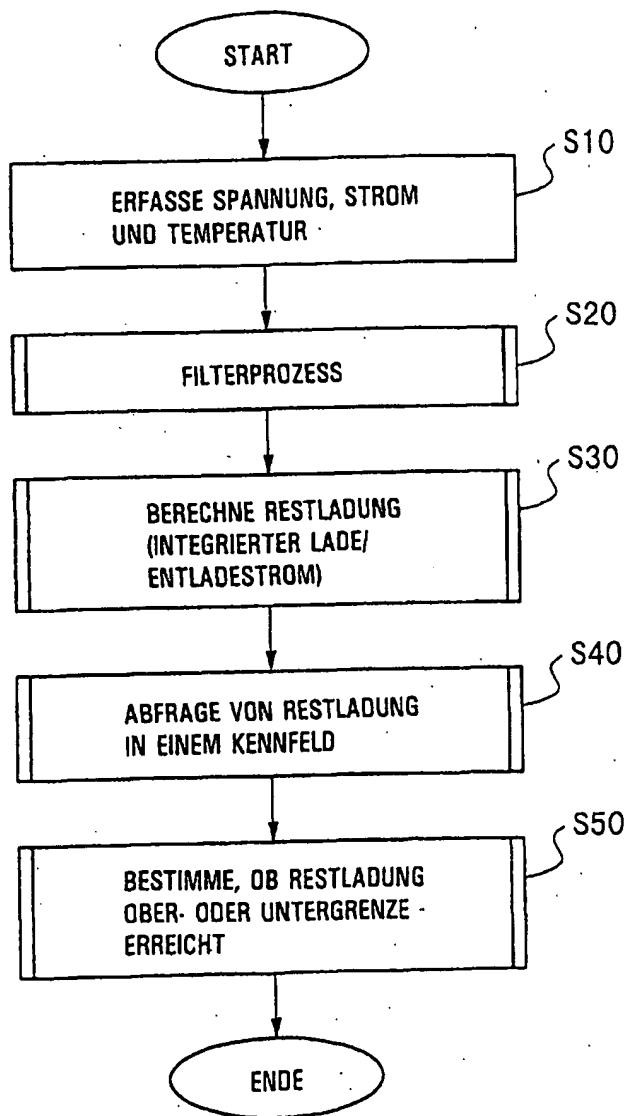 START
S10
ERFASSE SPANNUNG, STROM
UND TEMPERATUR
S20
FILTERPROZESS
S30
BERECHNE RESTLADUNG
(INTEGRIERTER LADE/
ENTLADESTROM)
S40
ABFRAGE VON RESTLADUNG
IN EINEM KENNFELD
S50
BESTIMME, OB RESTLADUNG
OBER- ODER UNTERGRENZE
ERREICHT
ENDE